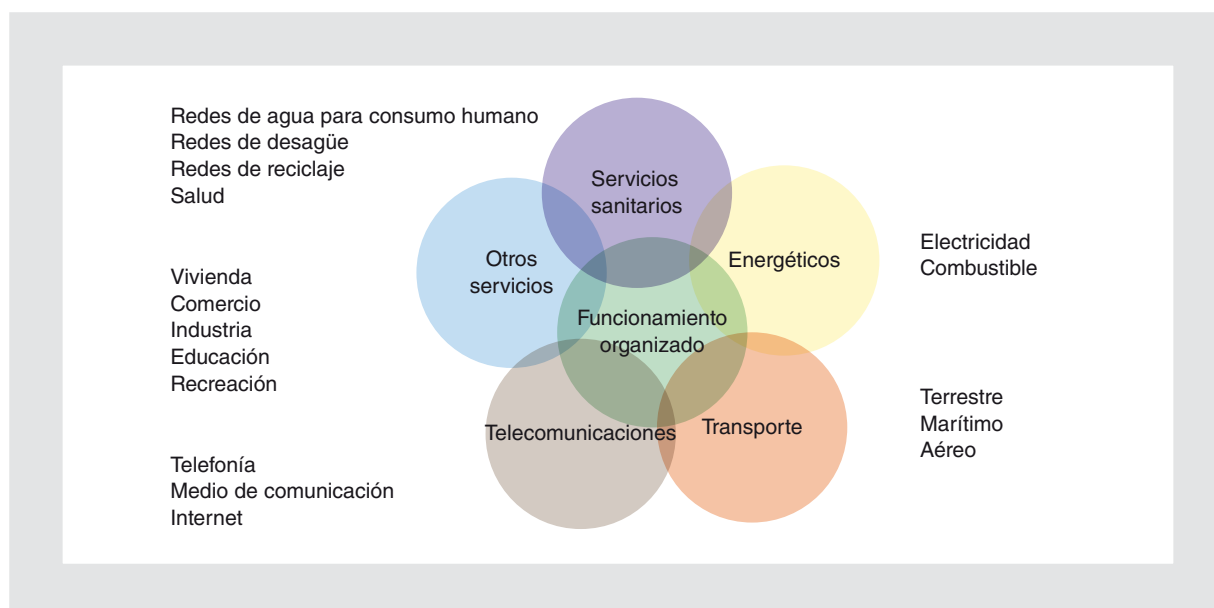 Redes de agua para consumo humano
Redes de desagüe
Redes de reciclaje
Salud
Servicios
sanitarios
Otros
servicios
Energéticos
Electricidad
Combustible
Vivienda
Comercio
Industria
Educación
Recreación
Funcionamiento
organizado
Telecomunicaciones
Transporte
Terrestre
Marítimo
Aéreo
Telefonía
Medio de comunicación
Internet